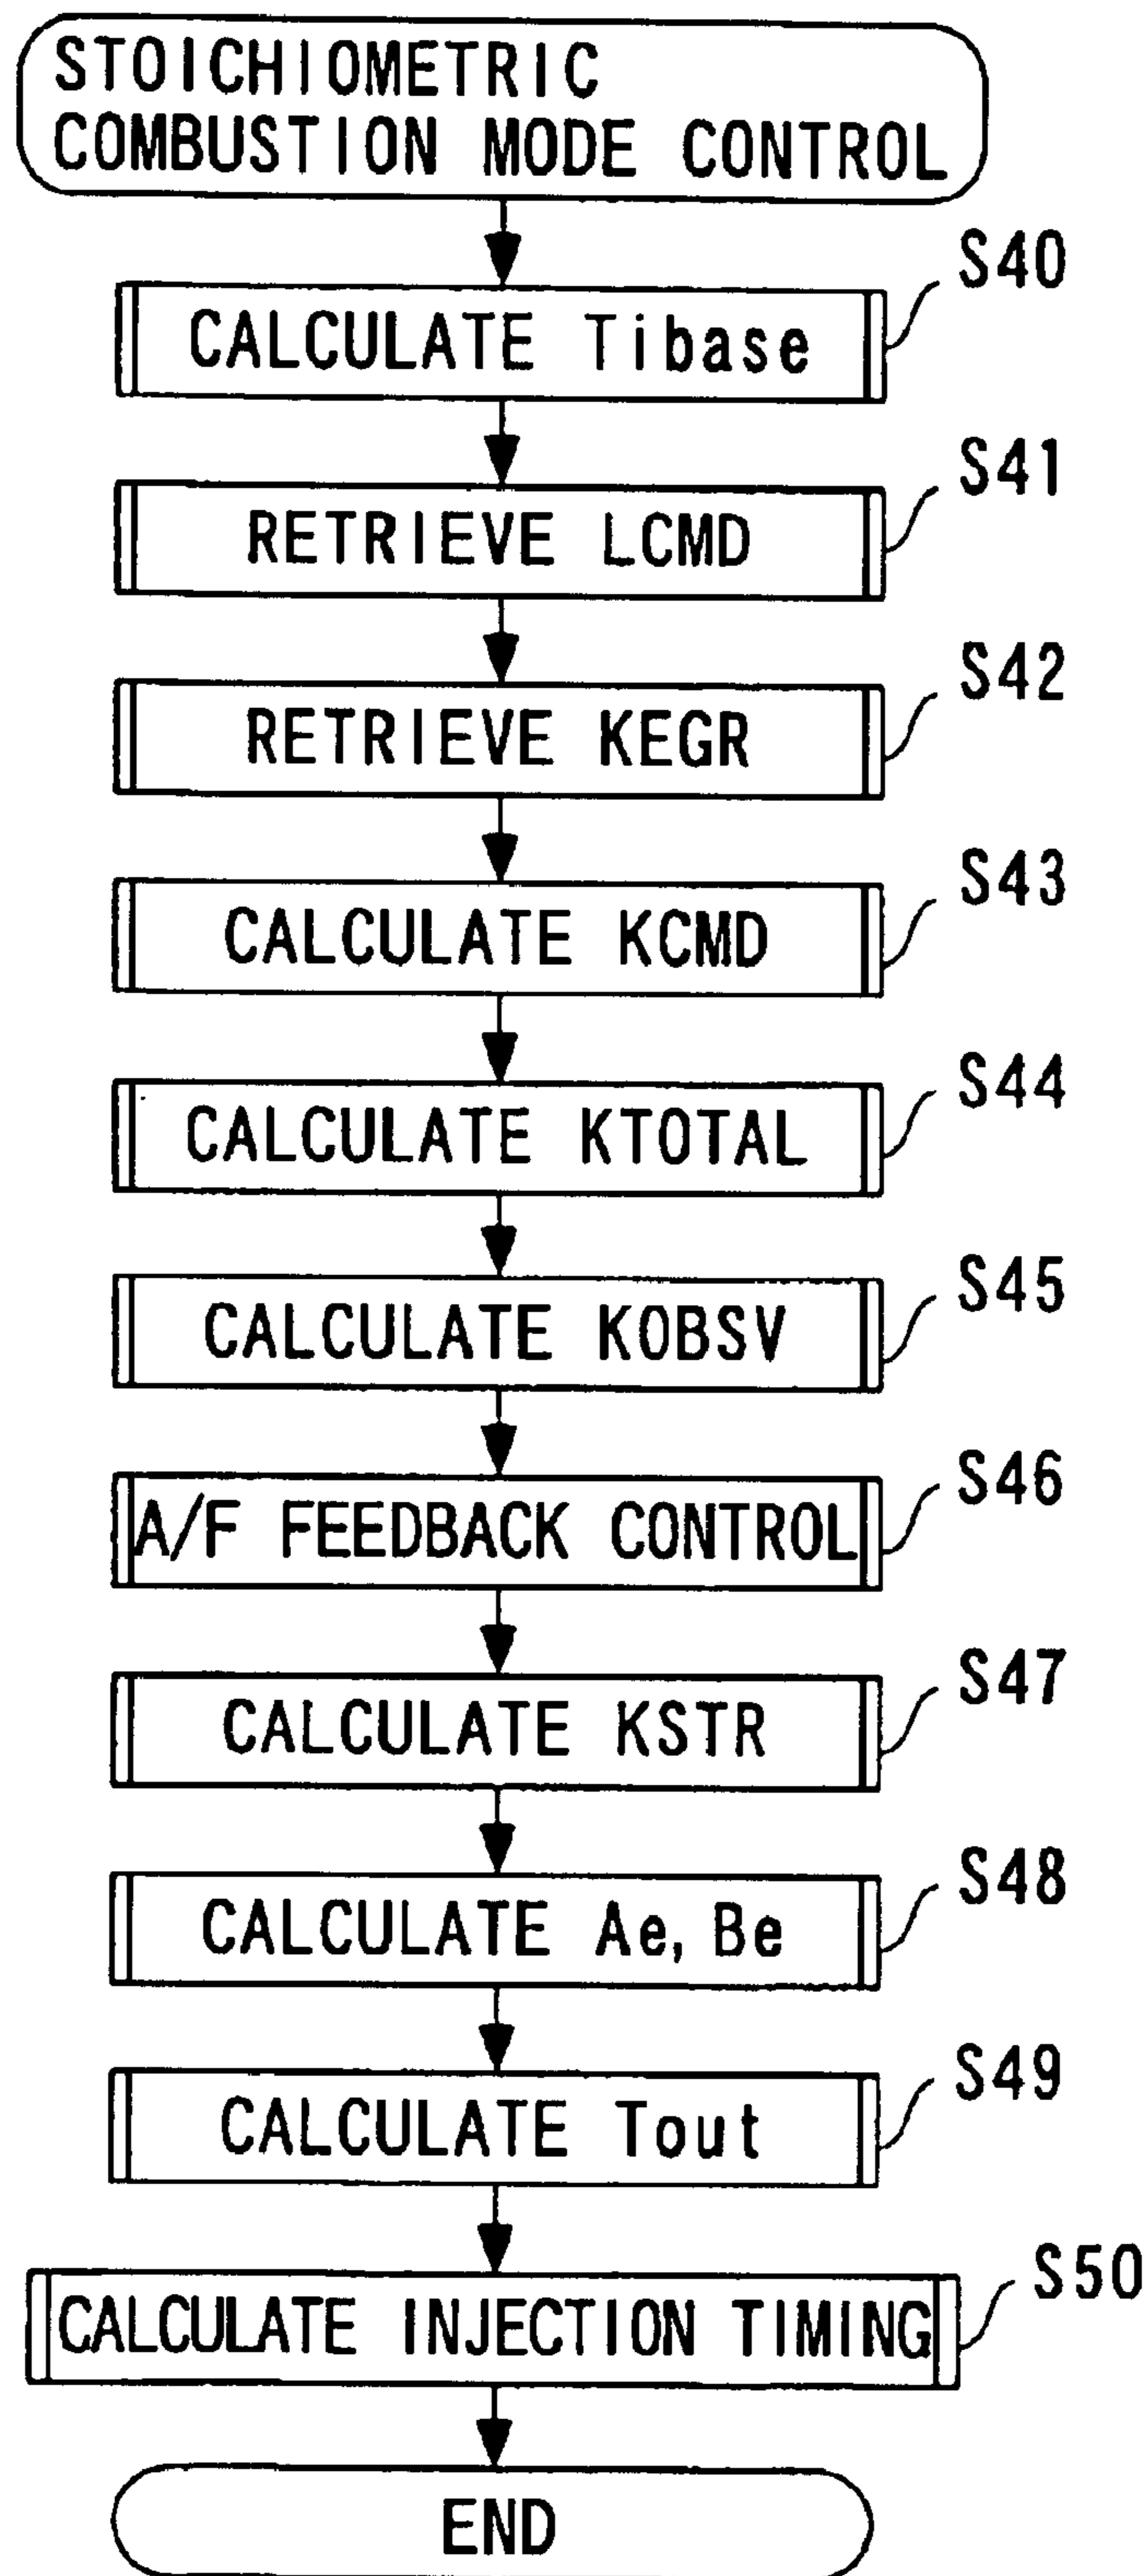 STOICHIOMETRIC
COMBUSTION MODE CONTROL
S40
CALCULATE Tibase
S41
RETRIEVE LCMD
S42
RETRIEVE KEGR
S43
CALCULATE KCMD
S44
CALCULATE KTOTAL
S45
CALCULATE KOBSV
S46
A/F FEEDBACK CONTROL
S47
CALCULATE KSTR
S48
CALCULATE Ae, Be
S49
CALCULATE Tout
S50
CALCULATE INJECTION TIMING
END